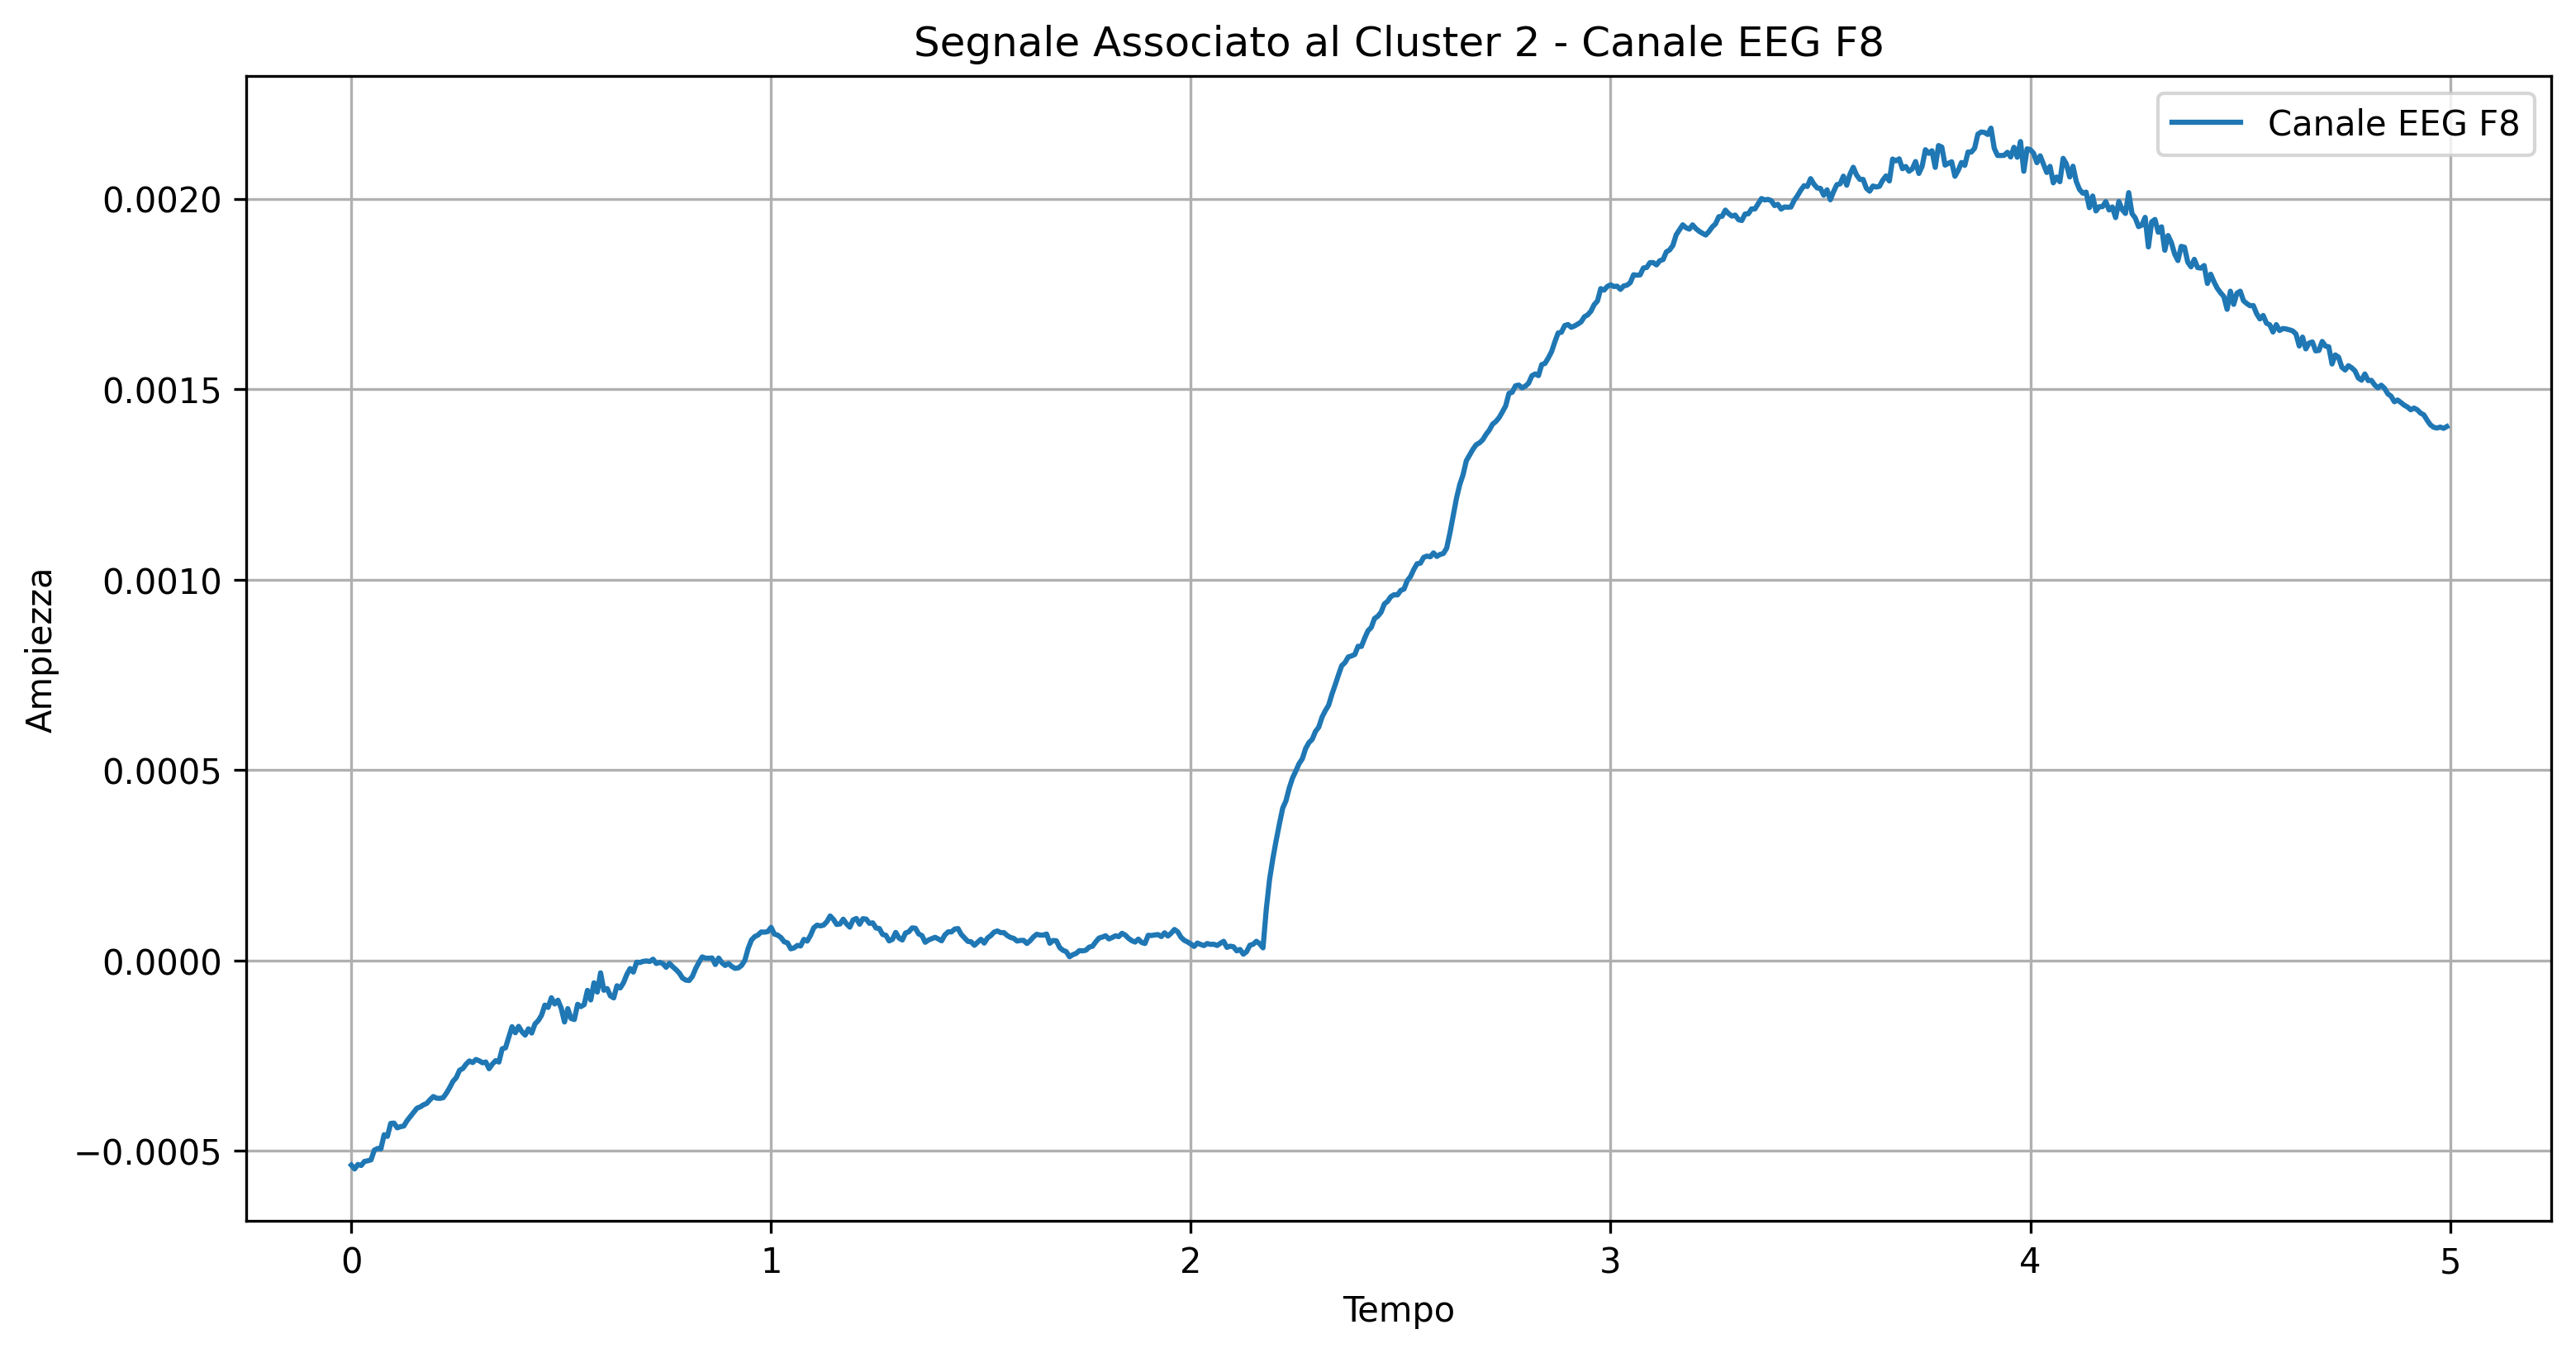 Segnale Associato al Cluster 2 - Canale EEG F8
Canale EEG F8
0.0020
0.0015
0.0010
0.0005
0.0000
−0.0005
Ampiezza
0 1 2 3 4 5
Tempo